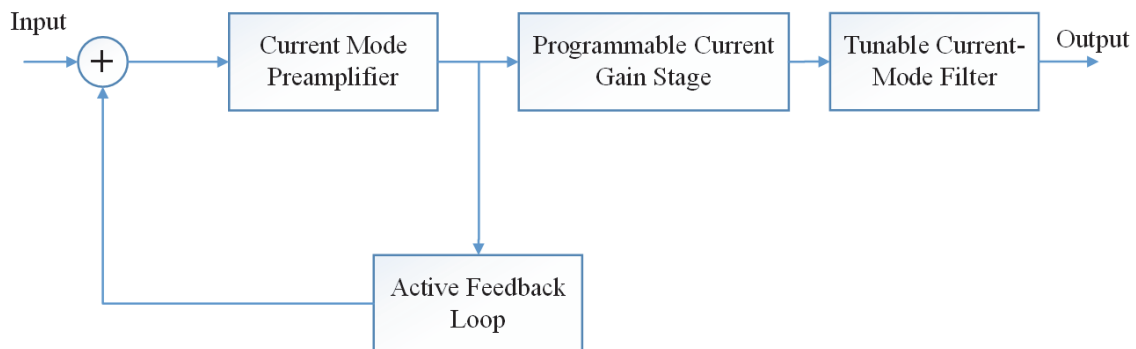 Input
+
Current Mode
Preamplifier
Programmable Current
Gain Stage
Tunable Current-
Mode Filter
Output
Active Feedback
Loop